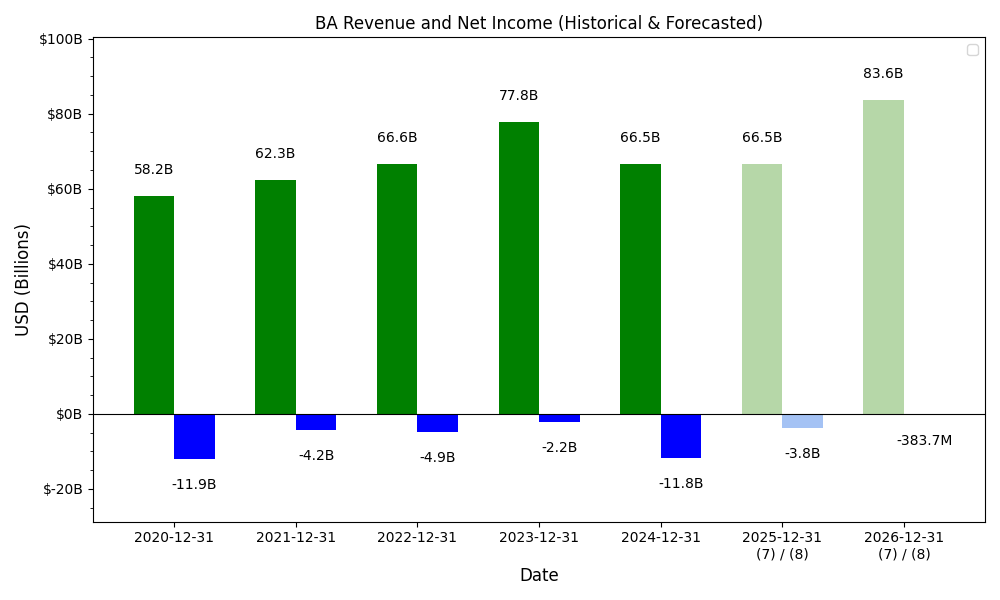 BA Revenue and Net Income (Historical & Forecasted)
$100B
$80B
$60B
$40B
$20B
$0B
$-20B
USD (Billions)
58.2B
62.3B
66.6B
77.8B
66.5B
66.5B
83.6B
-11.9B
-4.2B
-4.9B
-2.2B
-11.8B
-3.8B
-383.7M
2020-12-31
2021-12-31
2022-12-31
2023-12-31
2024-12-31
2025-12-31
(7) / (8)
2026-12-31
(7) / (8)
Date